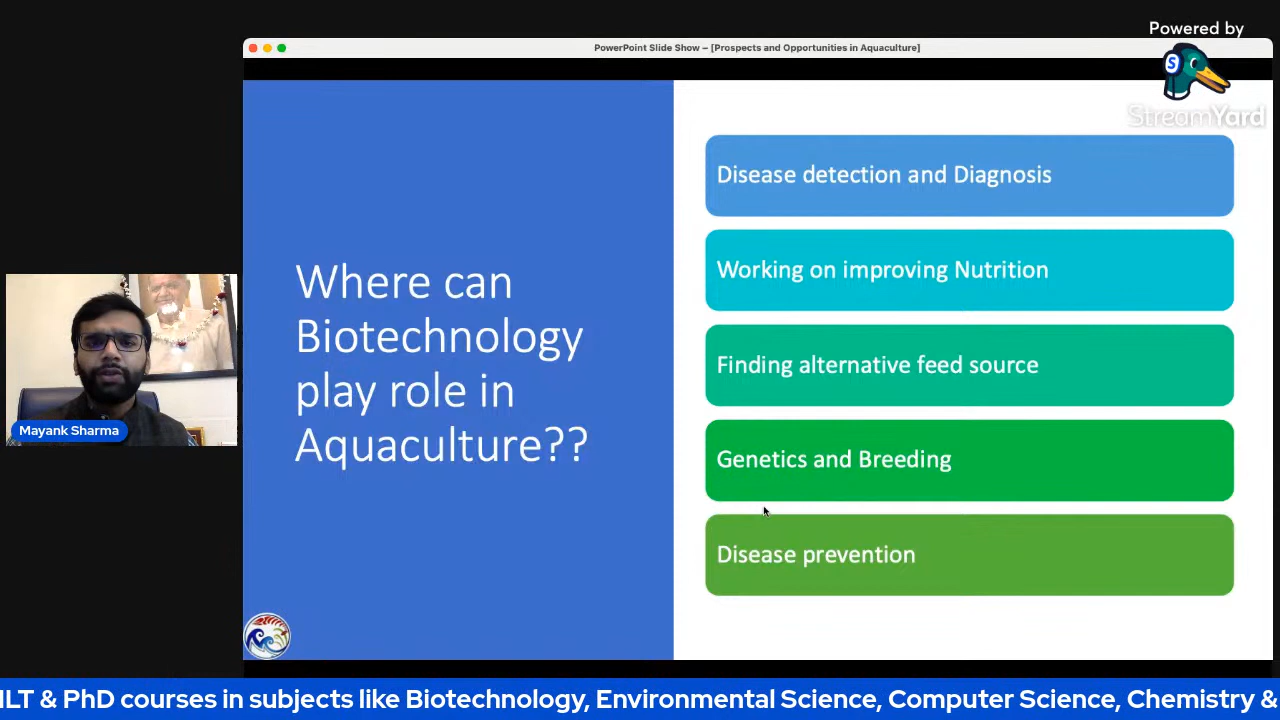 Powered by
StreamYard
PowerPoint Slide Show – [Prospects and Opportunities in Aquaculture]
Where can
Biotechnology
play role in
Aquaculture??
Disease detection and Diagnosis
Working on improving Nutrition
Finding alternative feed source
Genetics and Breeding
Disease prevention
Mayank Sharma
& PhD courses in subjects like Biotechnology, Environmental Science, Computer Science, Chemistry &